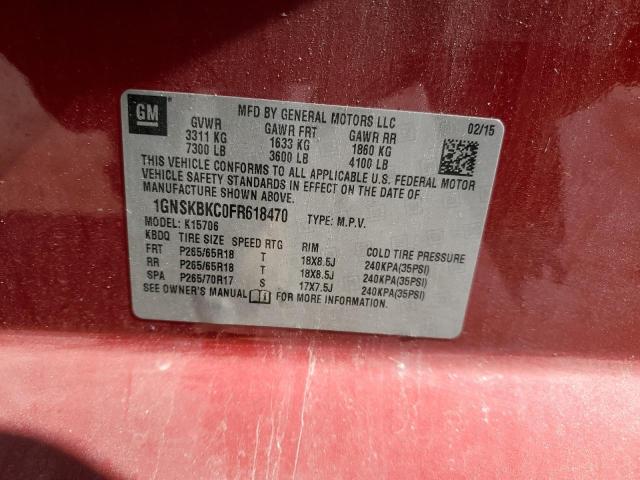 GM
MFD BY GENERAL MOTORS LLC 02/15
GVWR GAWR FRT GAWR RR
3311 KG 1633 KG 1860 KG
7300 LB 3600 LB 4100 LB
THIS VEHICLE CONFORMS TO ALL APPLICABLE U.S. FEDERAL MOTOR
VEHICLE SAFETY STANDARDS IN EFFECT ON THE DATE OF
MANUFACTURE SHOWN ABOVE.
1GNSKBKC0FR618470 TYPE: M.P.V.
MODEL: K15706
KBDQ TIRE SIZE SPEED RTG RIM COLD TIRE PRESSURE
FRT P265/65R18 T 18X8.5J 240KPA(35PSI)
RR P265/65R18 T 18X8.5J 240KPA(35PSI)
SPA P265/70R17 S 17X7.5J 240KPA(35PSI)
SEE OWNER'S MANUAL FOR MORE INFORMATION.